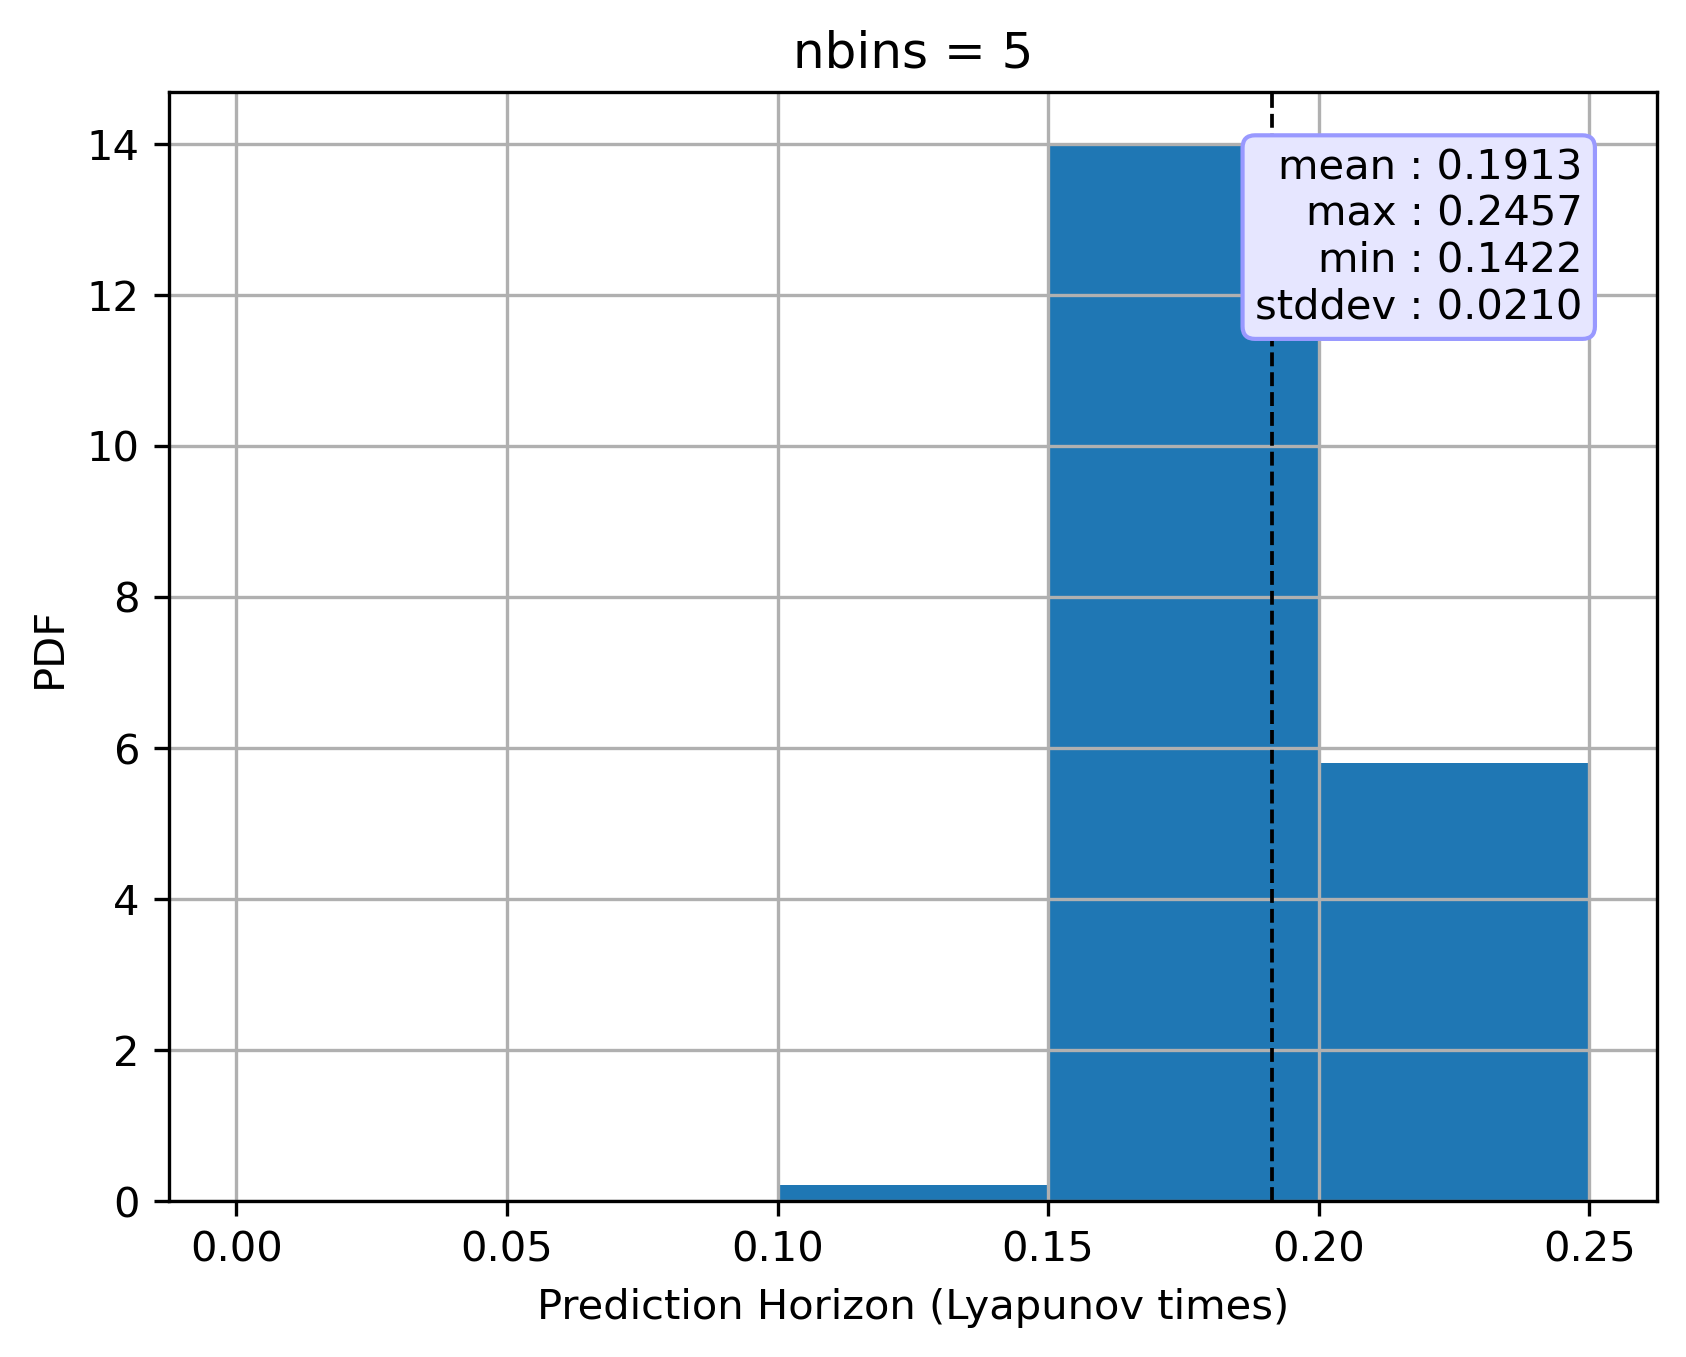 nbins = 5
14
12
10
8
6
4
2
0
PDF
mean : 0.1913
max : 0.2457
min : 0.1422
stddev : 0.0210
0.00 0.05 0.10 0.15 0.20 0.25
Prediction Horizon (Lyapunov times)